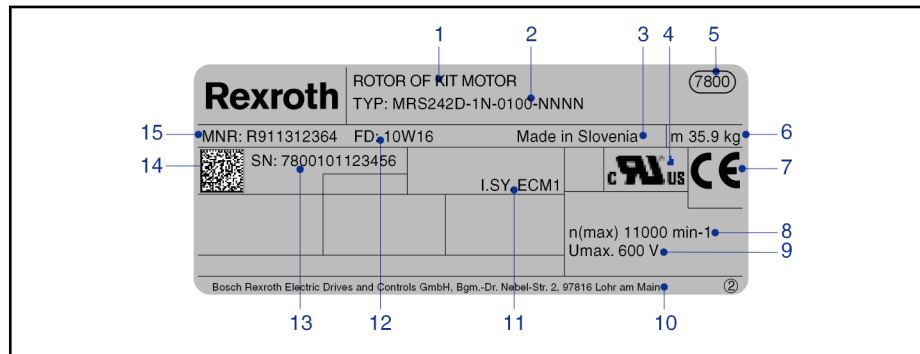 1 2 3 4 5
Rexroth ROTOR OF KIT MOTOR 7800
TYP: MRS242D-1N-0100-NNNN
15 MNR: R911312364 FD: 10W16 Made in Slovenia m 35.9 kg 6
14 SN: 7800101123456 c RU US CE 7
I.SY ECM1
n(max) 11000 min-1 8
Umax. 600 V 9
Bosch Rexroth Electric Drives and Controls GmbH, Bgm.-Dr. Nebel-Str. 2, 97816 Lohr am Main 2
13 12 11 10